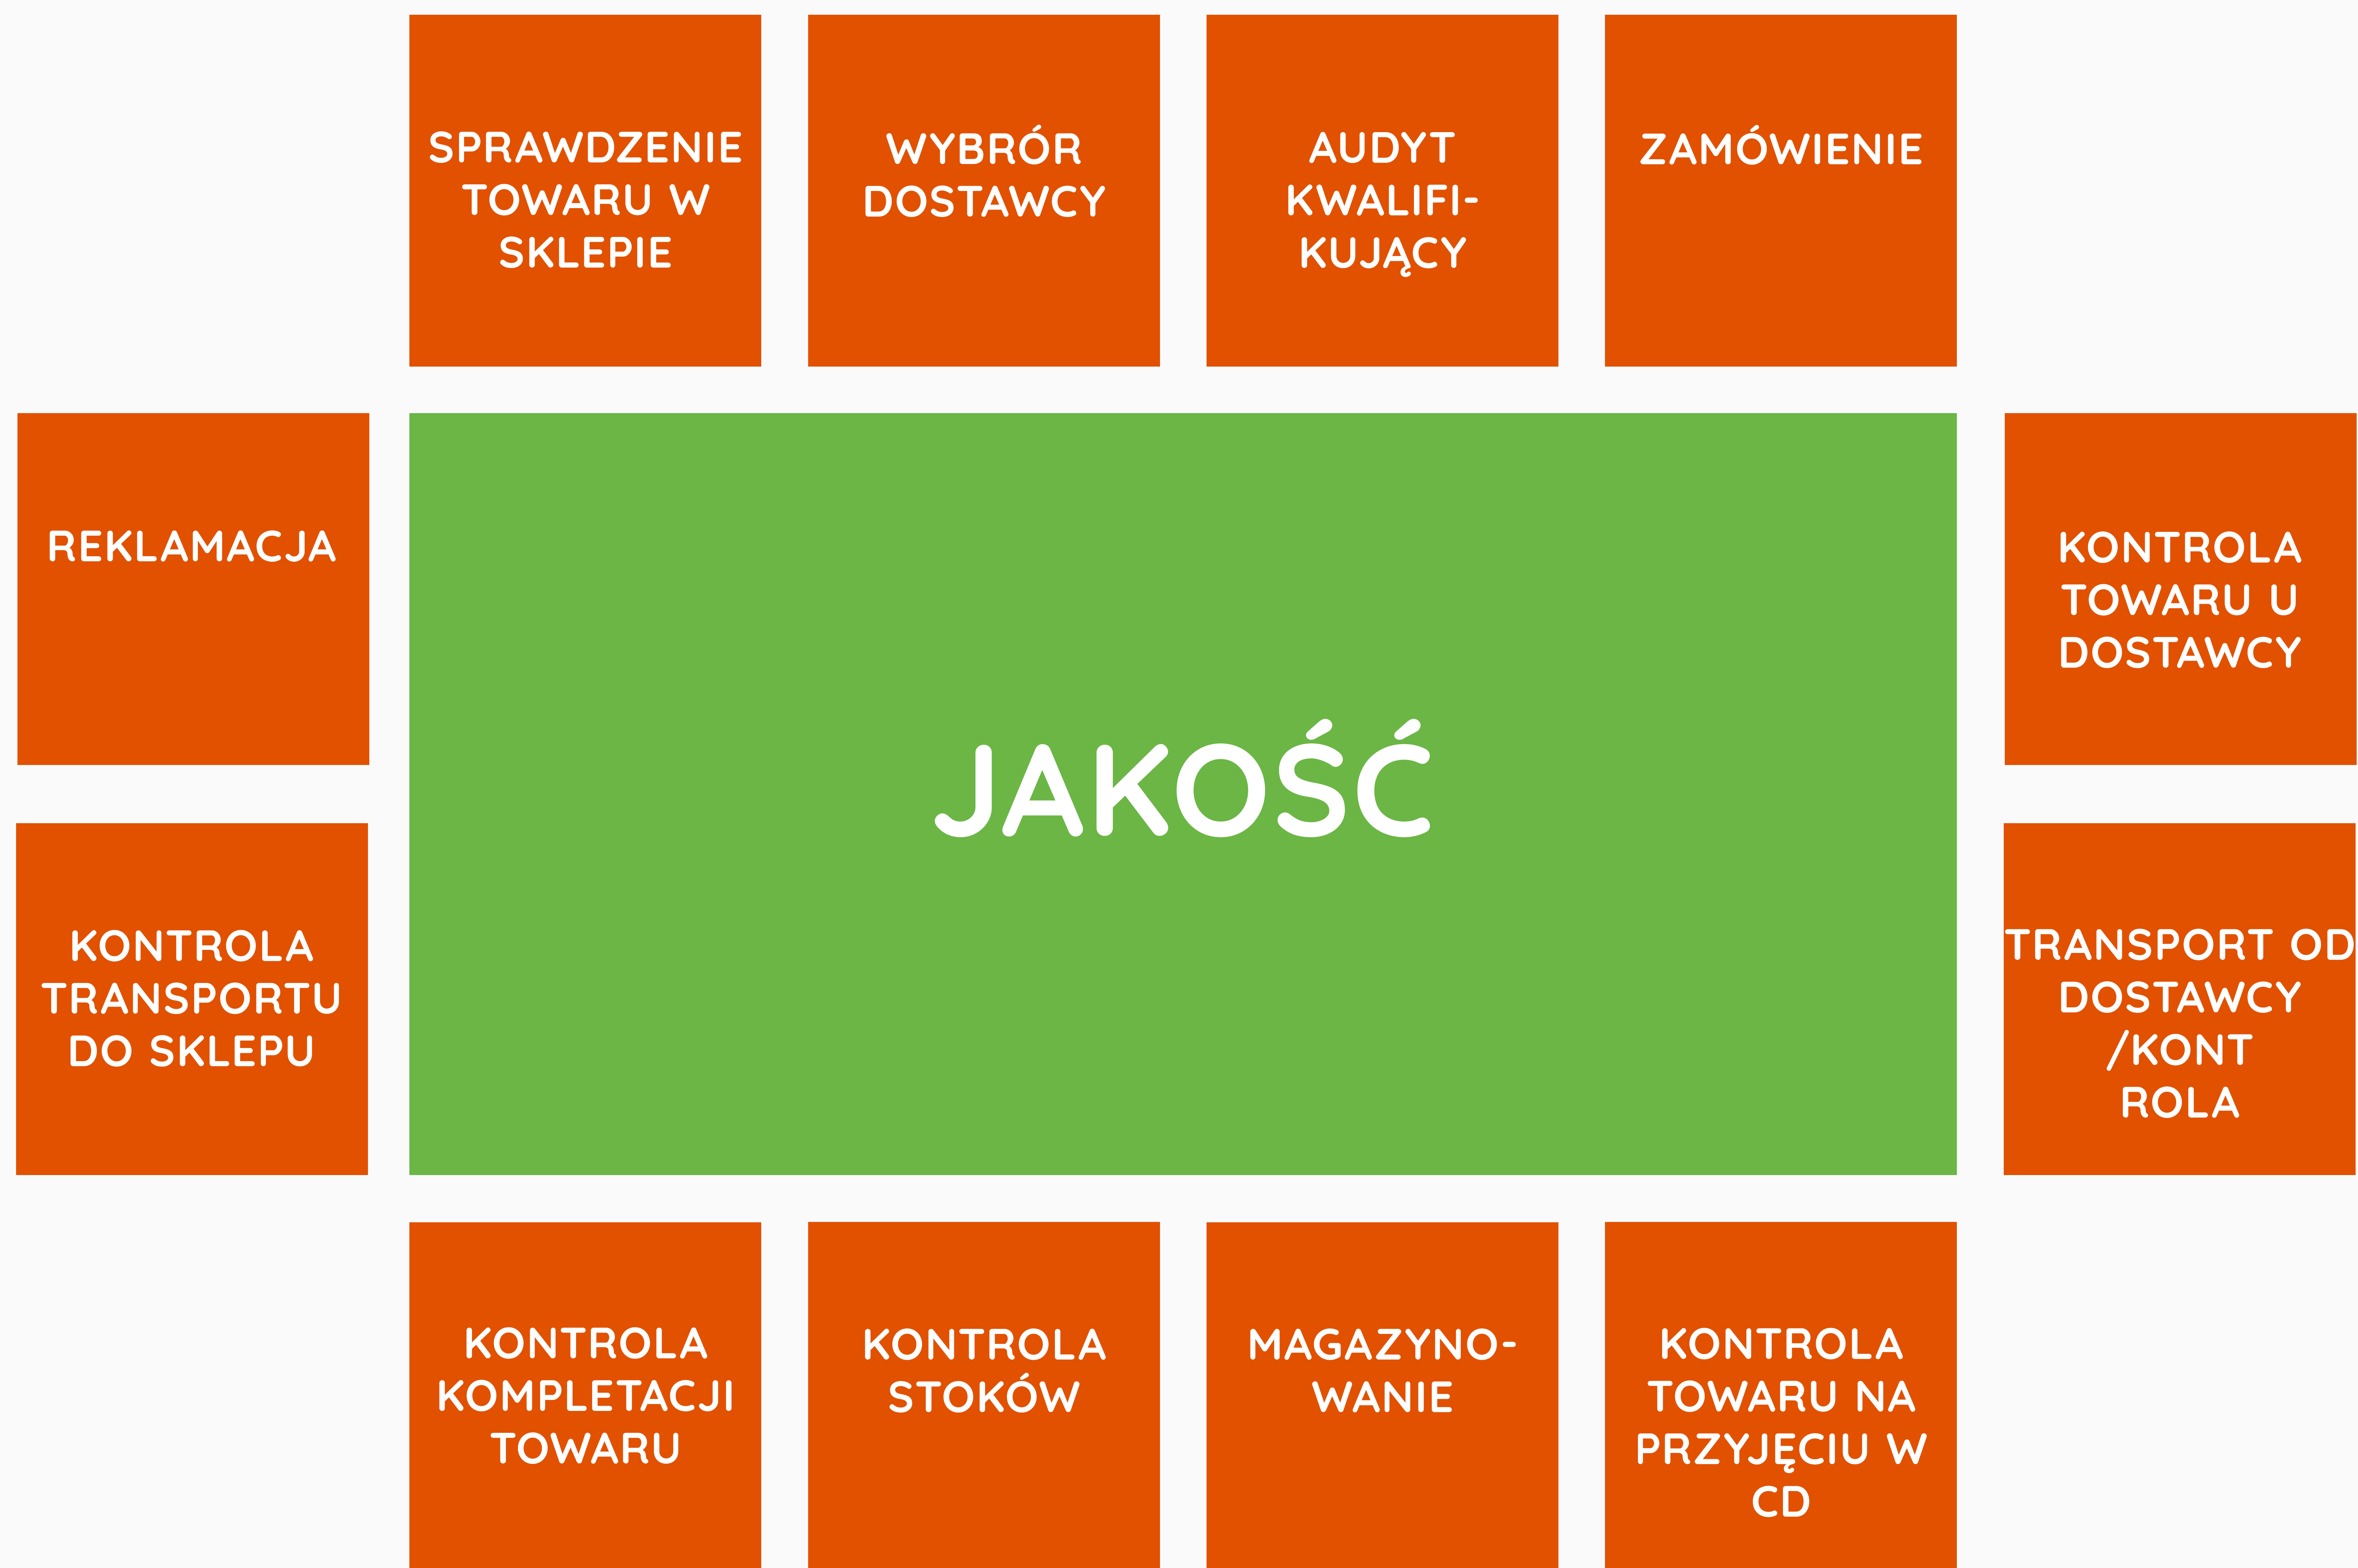 SPRAWDZENIE
TOWARU W
SKLEPIE
WYBRÓR
DOSTAWCY
AUDYT
KWALIFI-
KUJĄCY
ZAMÓWIENIE
REKLAMACJA
JAKOŚĆ
KONTROLA
TOWARU U
DOSTAWCY
KONTROLA
TRANSPORTU
DO SKLEPU
TRANSPORT OD
DOSTAWCY
/KONT
ROLA
KONTROLA
KOMPLETACJI
TOWARU
KONTROLA
STOKÓW
MAGAZYNO-
WANIE
KONTROLA
TOWARU NA
PRZYJĘCIU W
CD